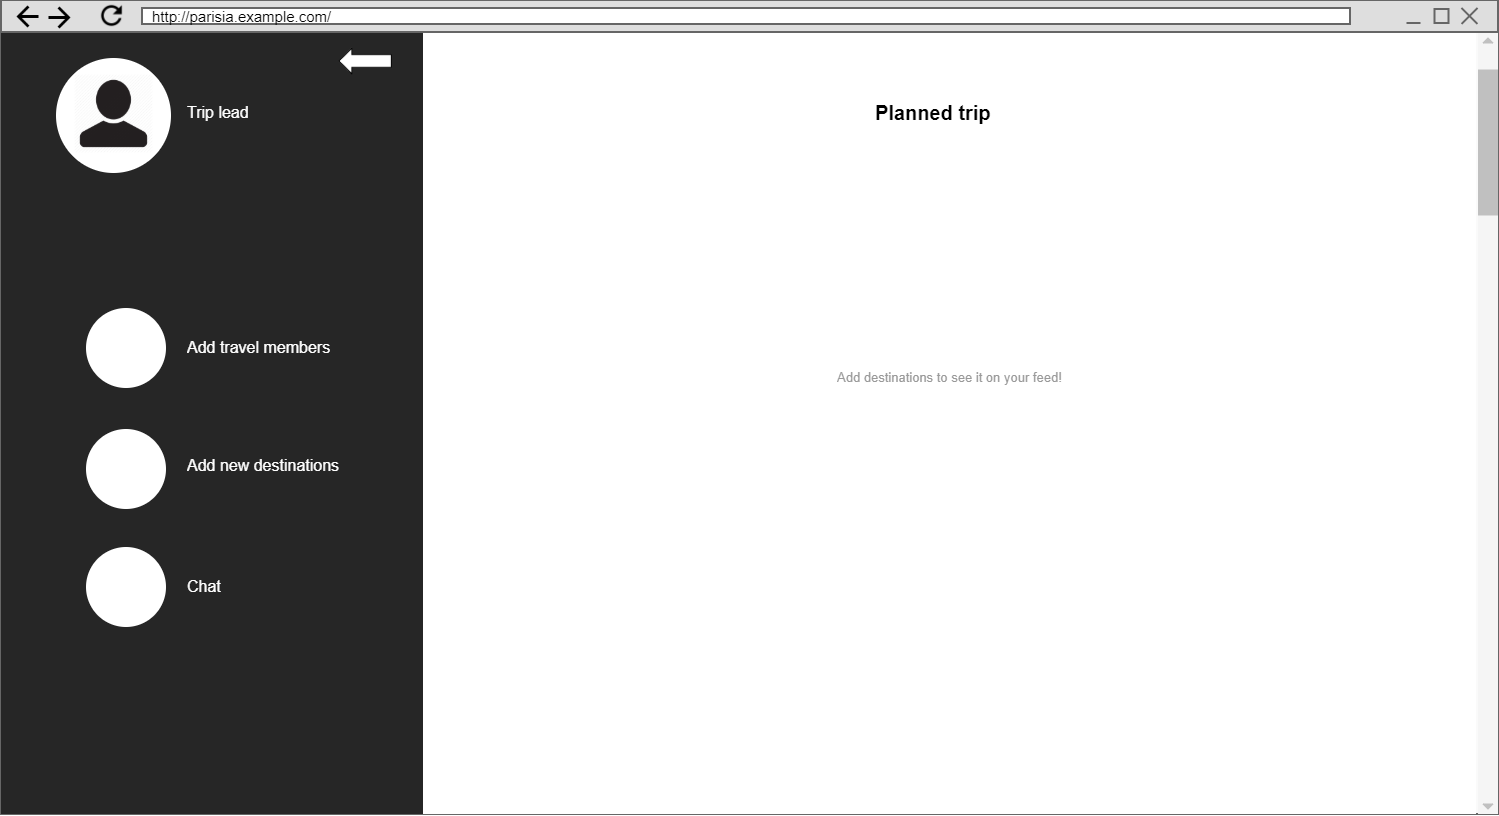 http://parisia.example.com/
Trip lead
Planned trip
Add travel members
Add destinations to see it on your feed!
Add new destinations
Chat